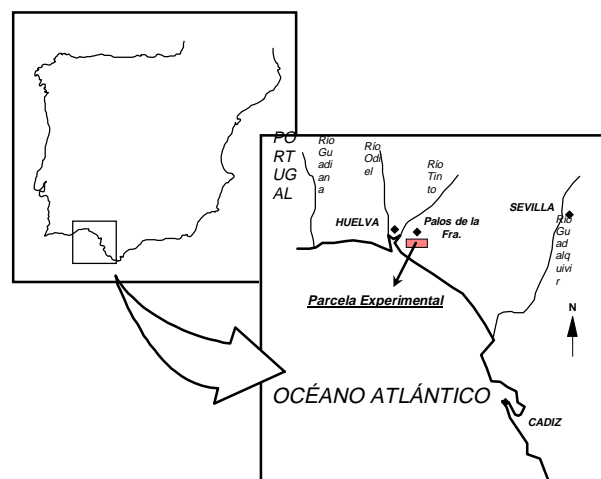 PO
RT
UG
AL
Río
Gu
adi
an
a
Río
Odi
el
Río
Tin
to
HUELVA
Palos de la
Fra.
SEVILLA
Río
Gu
ad
alq
uivi
r
Parcela Experimental
N
OCÉANO ATLÁNTICO
CADIZ